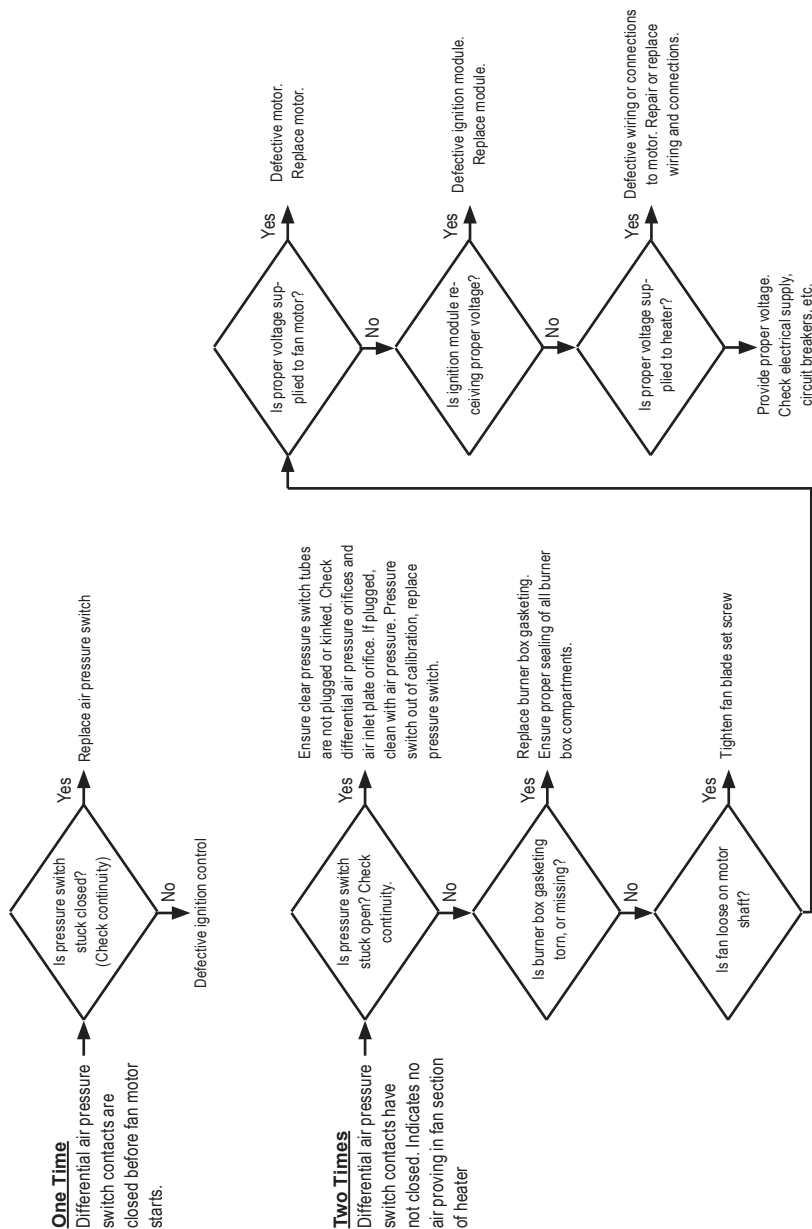 One Time
Differential air pressure
switch contacts are
closed before fan motor
starts.
Is pressure switch
stuck closed?
(Check continuity)
Yes
Replace air pressure switch
No
Defective ignition control
Two Times
Differential air pressure
switch contacts have
not closed. Indicates no
air proving in fan section
of heater
Is pressure switch
stuck open? Check
continuity.
Yes
Ensure clear pressure switch tubes
are not plugged or kinked. Check
differential air pressure orifices and
air inlet plate orifice. If plugged,
clean with air pressure. Pressure
switch out of calibration, replace
pressure switch.
No
Is burner box gasketing
torn, or missing?
Yes
Replace burner box gasketing.
Ensure proper sealing of all burner
box compartments.
No
Is fan loose on motor
shaft?
Yes
Tighten fan blade set screw
Is proper voltage sup-
plied to fan motor?
Yes
Defective motor.
Replace motor.
No
Is ignition module re-
ceiving proper voltage?
Yes
Defective ignition module.
Replace module.
No
Is proper voltage sup-
plied to heater?
Yes
Defective wiring or connections
to motor. Repair or replace
wiring and connections.
Provide proper voltage.
Check electrical supply,
circuit breakers, etc.